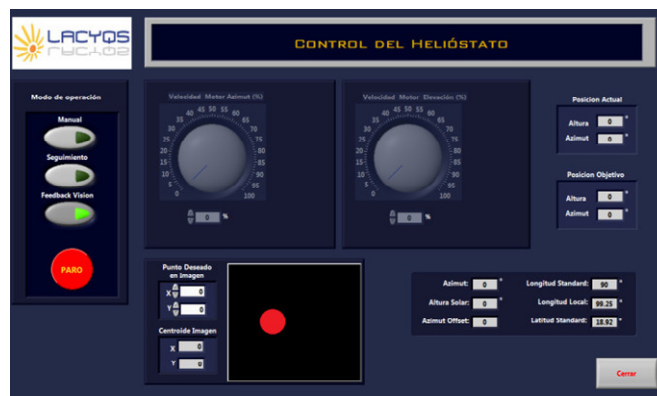 LACYQS
CONTROL DEL HELIÓSTATO
Modo de operación
Manual
Seguimiento
Feedback Vision
PARO
Velocidad Motor Azimut (%)
0 5 10 15 20 25 30 35 40 45 50 55 60 65 70 75 80 85 90 95 100
0 %
Velocidad Motor Elevación (%)
0 5 10 15 20 25 30 35 40 45 50 55 60 65 70 75 80 85 90 95 100
0 %
Posicion Actual
Altura 0 °
Azimut 0 °
Posicion Objetivo
Altura 0 °
Azimut 0 °
Punto Deseado
en Imagen
X 0
Y 0
Centroide Imagen
X 0
Y 0
Azimut: 0 °
Altura Solar: 0 °
Azimut Offset: 0
Longitud Standard: 90 °
Longitud Local: 99.25 °
Latitud Standard: 18.92 °
Cerrar